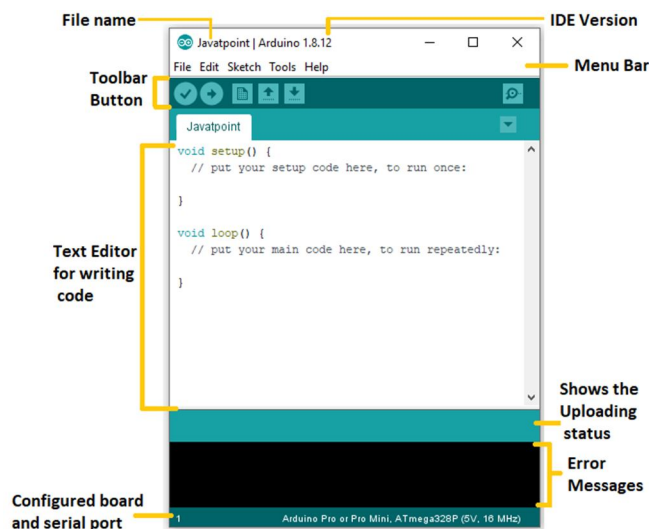 File name
IDE Version
Javatpoint | Arduino 1.8.12
File Edit Sketch Tools Help
Menu Bar
Toolbar
Button
Javatpoint
void setup() {
// put your setup code here, to run once:
}
void loop() {
// put your main code here, to run repeatedly:
}
Text Editor
for writing
code
Shows the
Uploading
status
Error
Messages
Configured board
and serial port
1
Arduino Pro or Pro Mini, ATmega328P (5V, 16 MHz)